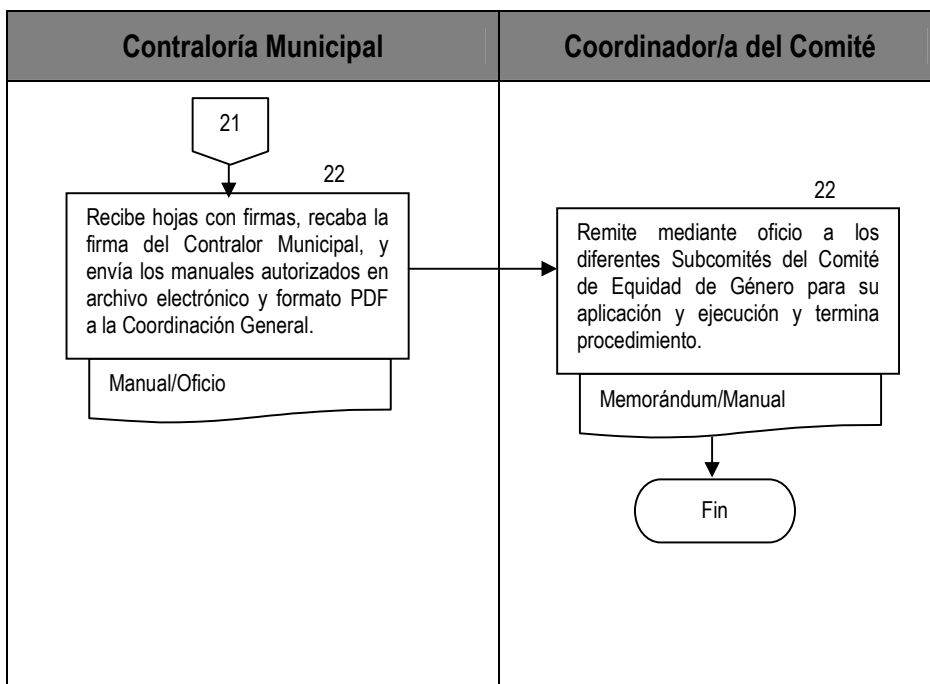 Contraloría Municipal
Coordinador/a del Comité
21
22
Recibe hojas con firmas, recaba la
firma del Contralor Municipal, y
envía los manuales autorizados en
archivo electrónico y formato PDF
a la Coordinación General.
Manual/Oficio
22
Remite mediante oficio a los
diferentes Subcomités del Comité
de Equidad de Género para su
aplicación y ejecución y termina
procedimiento.
Memorándum/Manual
Fin